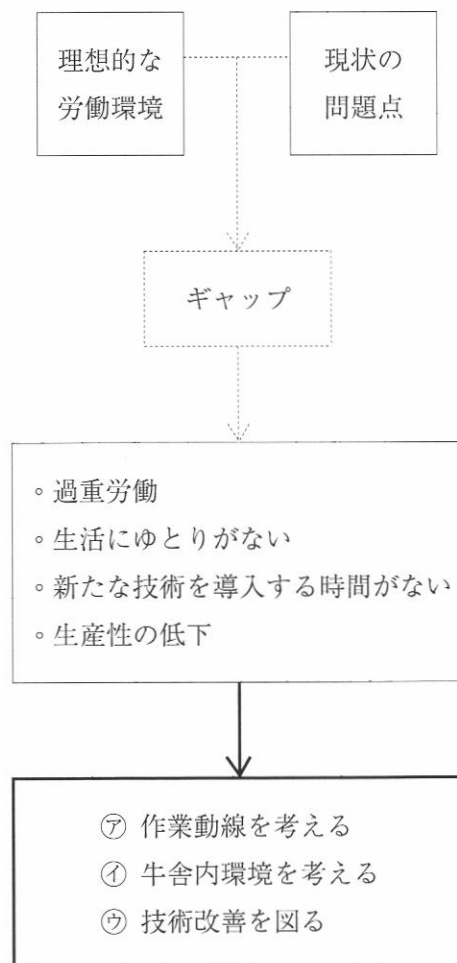 理想的な
労働環境
現状の
問題点
ギャップ
◦過重労働
◦生活にゆとりがない
◦新たな技術を導入する時間がない
◦生産性の低下
㋐ 作業動線を考える
㋑ 牛舎内環境を考える
㋒ 技術改善を図る